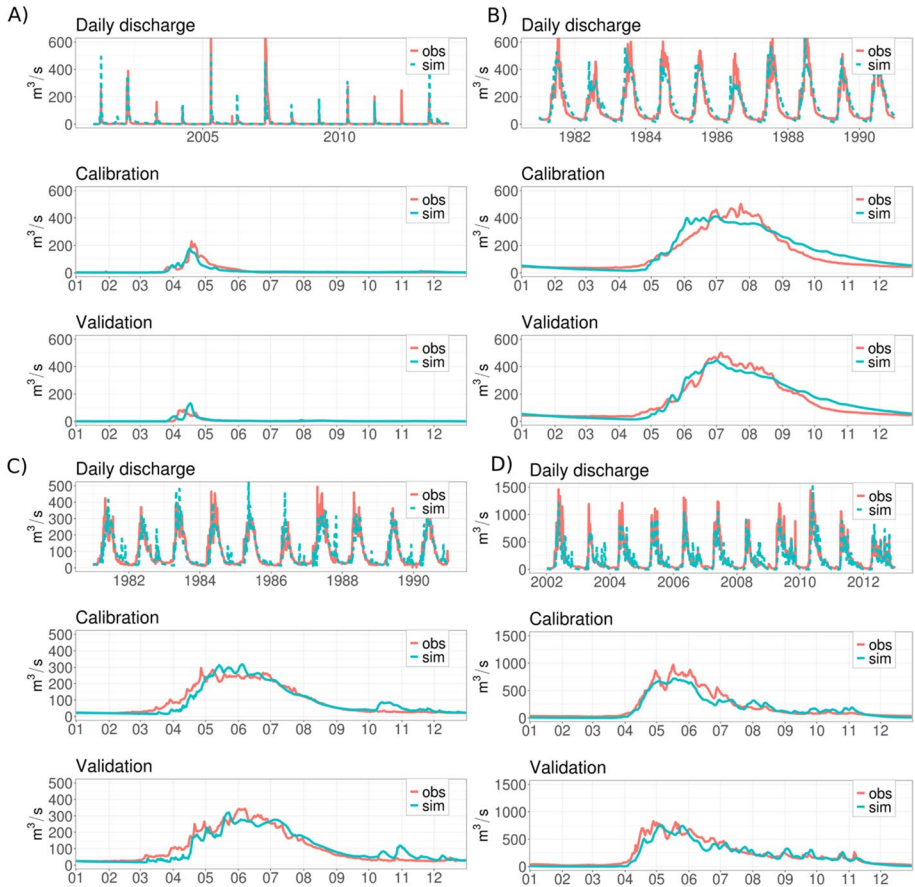 A)
Daily discharge
600
400
200
0
m³/s
obs
sim
2005
2010
Calibration
600
400
200
0
m³/s
obs
sim
01 02 03 04 05 06 07 08 09 10 11 12
Validation
600
400
200
0
m³/s
obs
sim
01 02 03 04 05 06 07 08 09 10 11 12
B)
Daily discharge
600
400
200
0
m³/s
obs
sim
1982 1984 1986 1988 1990
Calibration
600
400
200
0
m³/s
obs
sim
01 02 03 04 05 06 07 08 09 10 11 12
Validation
600
400
200
0
m³/s
obs
sim
01 02 03 04 05 06 07 08 09 10 11 12
C)
Daily discharge
500
400
300
200
100
0
m³/s
obs
sim
1982 1984 1986 1988 1990
Calibration
500
400
300
200
100
0
m³/s
obs
sim
01 02 03 04 05 06 07 08 09 10 11 12
Validation
500
400
300
200
100
0
m³/s
obs
sim
01 02 03 04 05 06 07 08 09 10 11 12
D)
Daily discharge
1500
1000
500
0
m³/s
obs
sim
2002 2004 2006 2008 2010 2012
Calibration
1500
1000
500
0
m³/s
obs
sim
01 02 03 04 05 06 07 08 09 10 11 12
Validation
1500
1000
500
0
m³/s
obs
sim
01 02 03 04 05 06 07 08 09 10 11 12